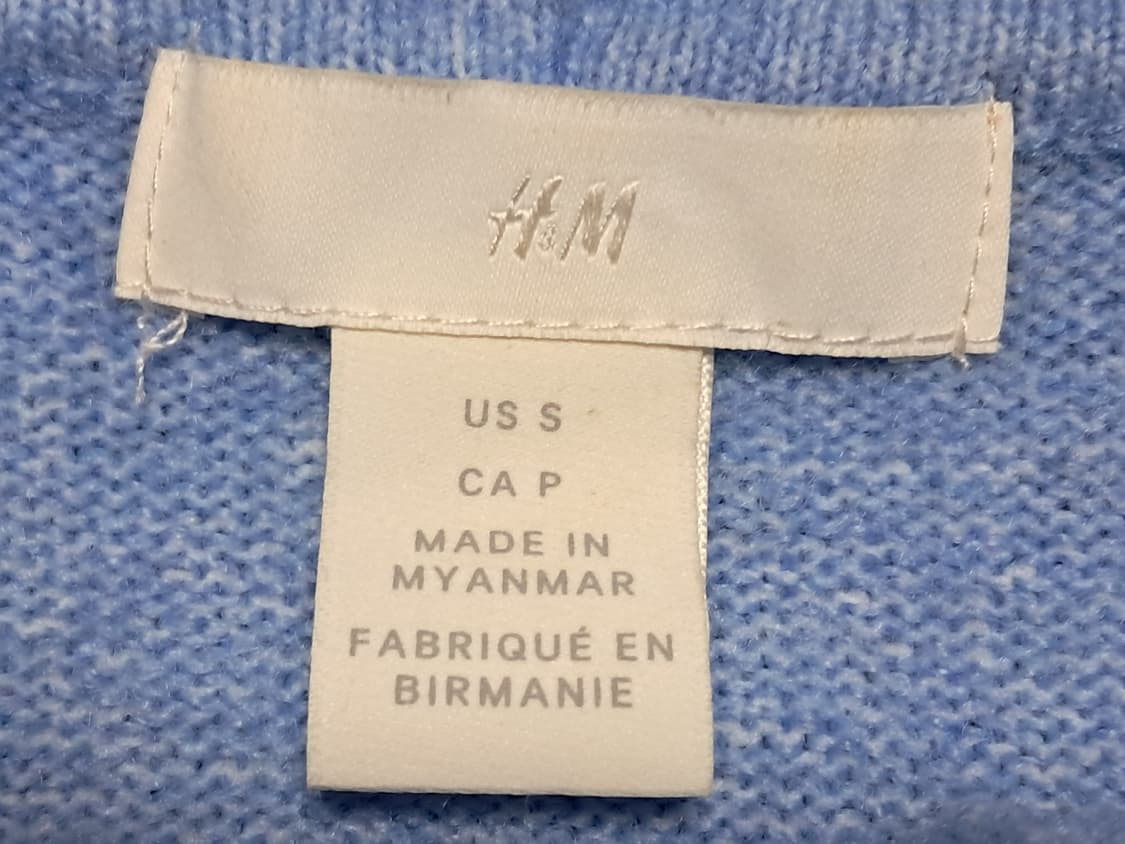 H&M
US S
CA P
MADE IN
MYANMAR
FABRIQUÉ EN
BIRMANIE